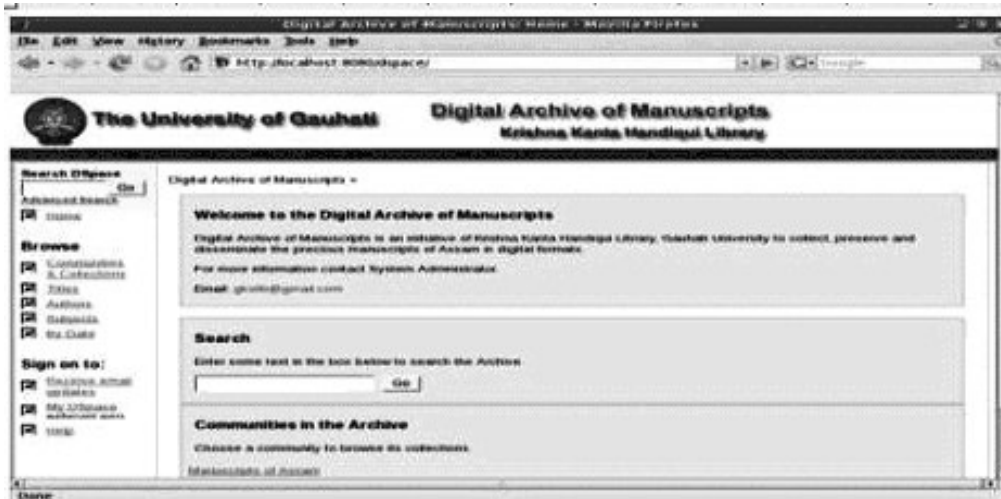 Digital Archive of Manuscripts: Home - Mozilla Firefox
File Edit View History Bookmarks Tools Help
http://localhost:8080/dspace/
Google
The University of Gauhati
Digital Archive of Manuscripts
Krishna Kanta Handiqui Library
Search DSpace
Go
Advanced Search
Home
Browse
Communities
& Collections
Titles
Authors
Subjects
By Date
Sign on to:
Receive email
updates
My DSpace
authorized users
Help
Digital Archive of Manuscripts >
Welcome to the Digital Archive of Manuscripts
Digital Archive of Manuscripts is an initiative of Krishna Kanta Handiqui Library, Gauhati University to collect, preserve and
disseminate the precious manuscripts of Assam in digital formats.
For more information contact System Administrator
Email:
Search
Enter some text in the box below to search the Archive
Go
Communities in the Archive
Choose a community to browse its collections
Manuscripts of Assam
Done